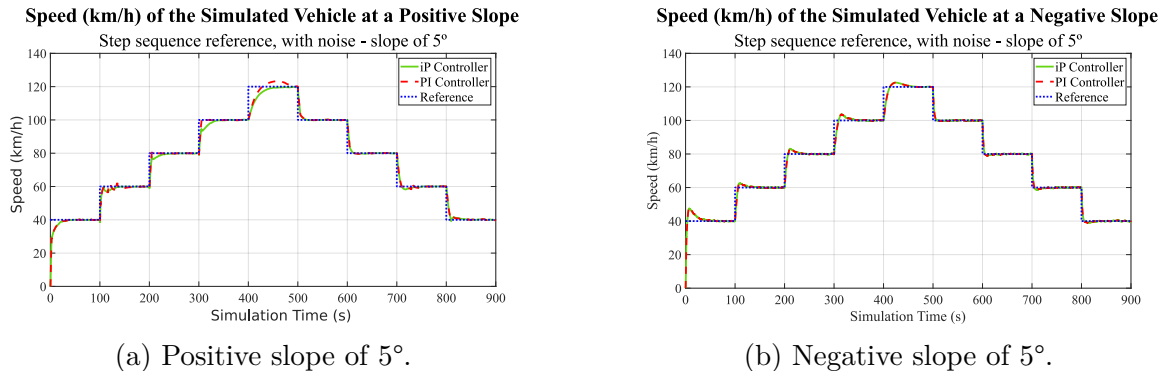 Speed (km/h) of the Simulated Vehicle at a Positive Slope
Step sequence reference, with noise - slope of 5º
iP Controller
PI Controller
Reference
Speed (km/h)
140
120
100
80
60
40
20
0
0 100 200 300 400 500 600 700 800 900
Simulation Time (s)
(a) Positive slope of 5°.
Speed (km/h) of the Simulated Vehicle at a Negative Slope
Step sequence reference, with noise - slope of 5º
iP Controller
PI Controller
Reference
Speed (km/h)
140
120
100
80
60
40
20
0
0 100 200 300 400 500 600 700 800 900
Simulation Time (s)
(b) Negative slope of 5°.